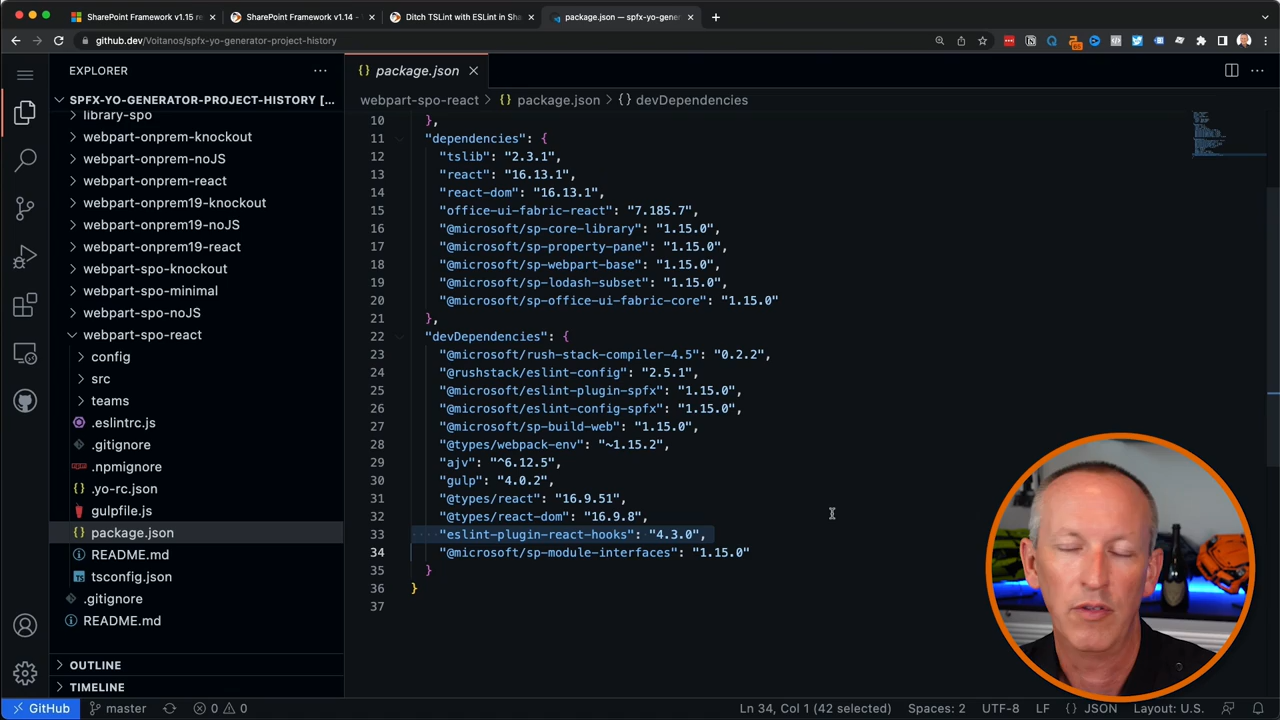 SharePoint Framework v1.15 re
SharePoint Framework v1.14 -
Ditch TSLint with ESLint in Sha
package.json — spfx-yo-gener
github.dev/Voitanos/spfx-yo-generator-project-history
EXPLORER
SPFX-YO-GENERATOR-PROJECT-HISTORY [...
library-spo
webpart-onprem-knockout
webpart-onprem-noJS
webpart-onprem-react
webpart-onprem19-knockout
webpart-onprem19-noJS
webpart-onprem19-react
webpart-spo-knockout
webpart-spo-minimal
webpart-spo-noJS
webpart-spo-react
config
src
teams
.eslintrc.js
.gitignore
.npmignore
.yo-rc.json
gulpfile.js
package.json
README.md
tsconfig.json
.gitignore
README.md
OUTLINE
TIMELINE
package.json
webpart-spo-react > {} package.json > {} devDependencies
10 },
11 "dependencies": {
12 "tslib": "2.3.1",
13 "react": "16.13.1",
14 "react-dom": "16.13.1",
15 "office-ui-fabric-react": "7.185.7",
16 "@microsoft/sp-core-library": "1.15.0",
17 "@microsoft/sp-property-pane": "1.15.0",
18 "@microsoft/sp-webpart-base": "1.15.0",
19 "@microsoft/sp-lodash-subset": "1.15.0",
20 "@microsoft/sp-office-ui-fabric-core": "1.15.0"
21 },
22 "devDependencies": {
23 "@microsoft/rush-stack-compiler-4.5": "0.2.2",
24 "@rushstack/eslint-config": "2.5.1",
25 "@microsoft/eslint-plugin-spfx": "1.15.0",
26 "@microsoft/eslint-config-spfx": "1.15.0",
27 "@microsoft/sp-build-web": "1.15.0",
28 "@types/webpack-env": "~1.15.2",
29 "ajv": "^6.12.5",
30 "gulp": "4.0.2",
31 "@types/react": "16.9.51",
32 "@types/react-dom": "16.9.8",
33 "eslint-plugin-react-hooks": "4.3.0",
34 "@microsoft/sp-module-interfaces": "1.15.0"
35 }
36 }
37
GitHub master 0 0 Ln 34, Col 1 (42 selected) Spaces: 2 UTF-8 LF {} JSON Layout: U.S.